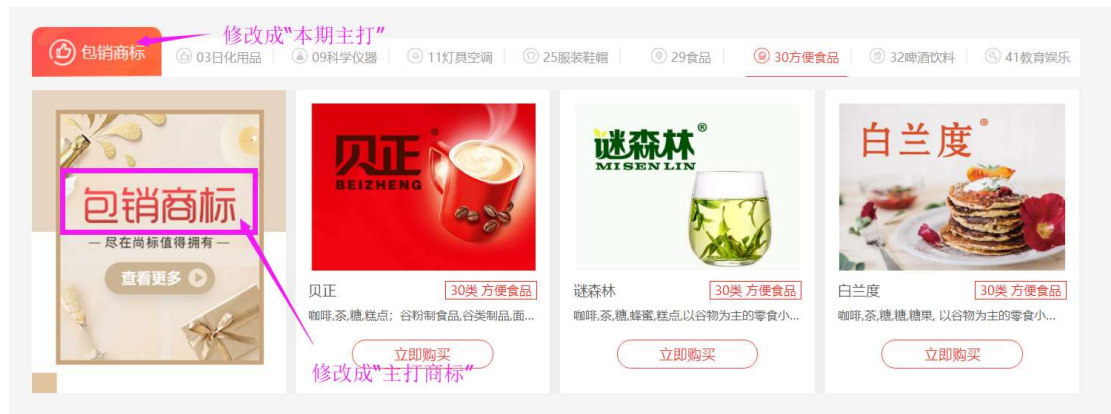 修改成“本期主打”
包销商标
03日化用品
09科学仪器
11灯具空调
25服装鞋帽
29食品
30方便食品
32啤酒饮料
41教育娱乐
包销商标
— 尽在尚标值得拥有 —
查看更多
贝正
BEIZHENG
贝正
30类 方便食品
咖啡,茶,糖,糕点；谷粉制食品,谷类制品,面...
立即购买
谜森林®
MISEN LIN
谜森林
30类 方便食品
咖啡,茶,糖,蜂蜜,糕点,以谷物为主的零食小...
立即购买
白兰度®
白兰度
30类 方便食品
咖啡,茶,糖,糖,糖果, 以谷物为主的零食小...
立即购买
修改成“主打商标”